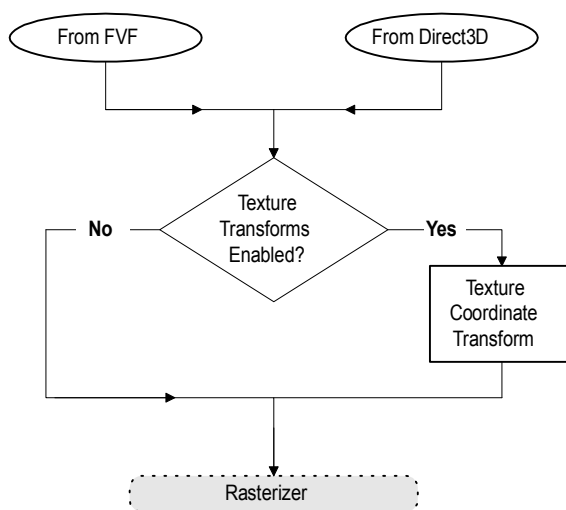 From FVF
From Direct3D
Texture
Transforms
Enabled?
No
Yes
Texture
Coordinate
Transform
Rasterizer